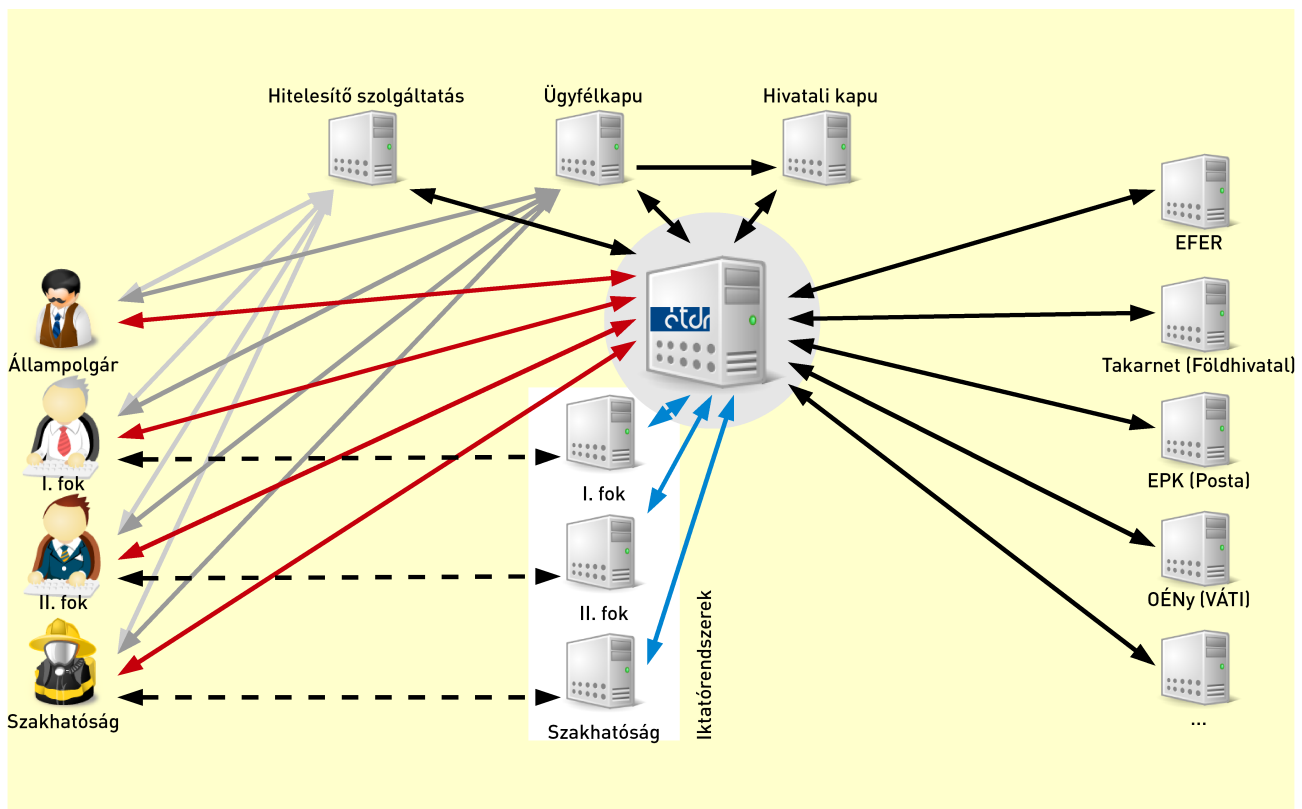 Hitelesítő szolgáltatás
Ügyfélkapu
Hivatali kapu
EFER
étdr
Takarnet (Földhivatal)
Állampolgár
I. fok
I. fok
EPK (Posta)
II. fok
II. fok
OÉNy (VÁTI)
Iktatórendszerek
Szakhatóság
Szakhatóság
...